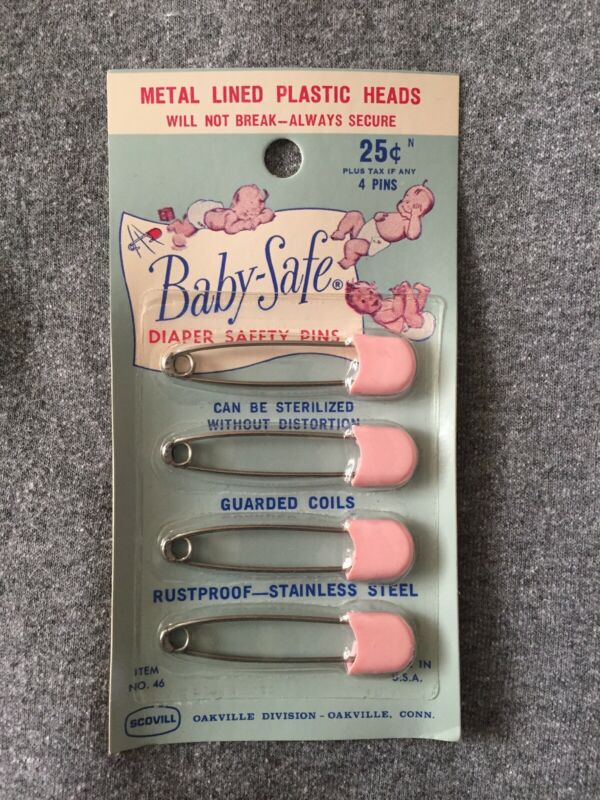 METAL LINED PLASTIC HEADS
WILL NOT BREAK—ALWAYS SECURE
25¢ N
PLUS TAX IF ANY
4 PINS
Baby-Safe®
DIAPER SAFETY PINS
CAN BE STERILIZED
WITHOUT DISTORTION
GUARDED COILS
RUSTPROOF—STAINLESS STEEL
ITEM
NO. 46
IN
U.S.A.
SCOVILL
OAKVILLE DIVISION - OAKVILLE, CONN.